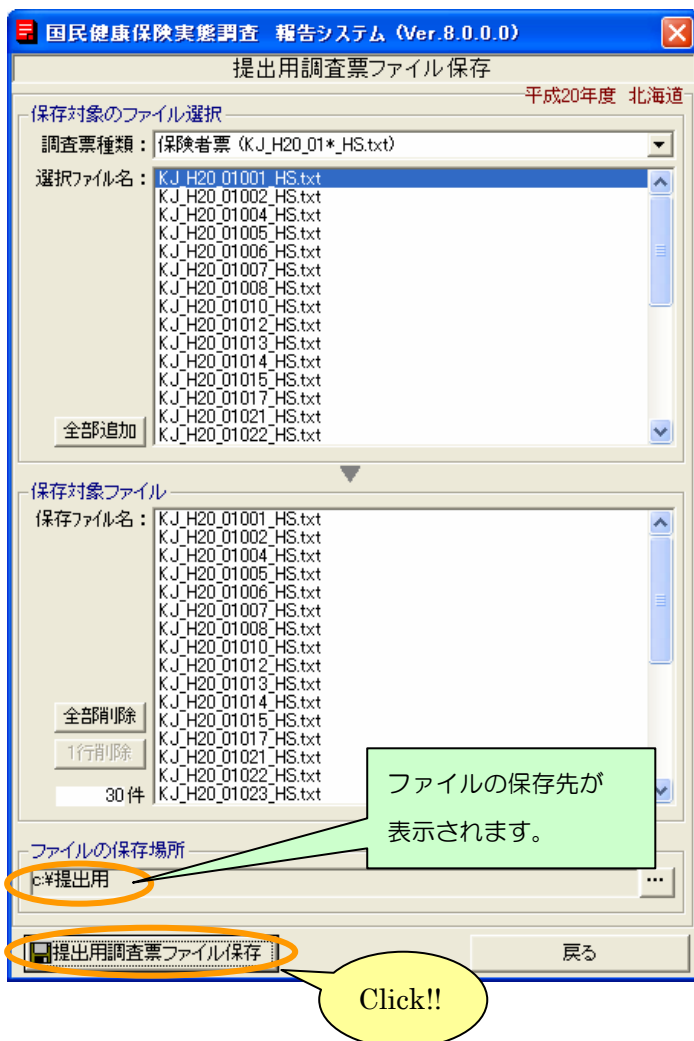 国民健康保険実態調査 報告システム (Ver.8.0.0.0)
提出用調査票ファイル保存
平成20年度 北海道
保存対象のファイル選択
調査票種類： 保険者票 (KJ_H20_01*_HS.txt)
選択ファイル名： KJ_H20_01001_HS.txt
KJ_H20_01002_HS.txt
KJ_H20_01004_HS.txt
KJ_H20_01005_HS.txt
KJ_H20_01006_HS.txt
KJ_H20_01007_HS.txt
KJ_H20_01008_HS.txt
KJ_H20_01010_HS.txt
KJ_H20_01012_HS.txt
KJ_H20_01013_HS.txt
KJ_H20_01014_HS.txt
KJ_H20_01015_HS.txt
KJ_H20_01017_HS.txt
KJ_H20_01021_HS.txt
全部追加 KJ_H20_01022_HS.txt
保存対象ファイル
保存ファイル名： KJ_H20_01001_HS.txt
KJ_H20_01002_HS.txt
KJ_H20_01004_HS.txt
KJ_H20_01005_HS.txt
KJ_H20_01006_HS.txt
KJ_H20_01007_HS.txt
KJ_H20_01008_HS.txt
KJ_H20_01010_HS.txt
KJ_H20_01012_HS.txt
KJ_H20_01013_HS.txt
KJ_H20_01014_HS.txt
全部削除 KJ_H20_01015_HS.txt
KJ_H20_01017_HS.txt
1行削除 KJ_H20_01021_HS.txt
KJ_H20_01022_HS.txt
30件 KJ_H20_01023_HS.txt
ファイルの保存先が
表示されます。
ファイルの保存場所
c:¥提出用 ...
提出用調査票ファイル保存 戻る
Click!!